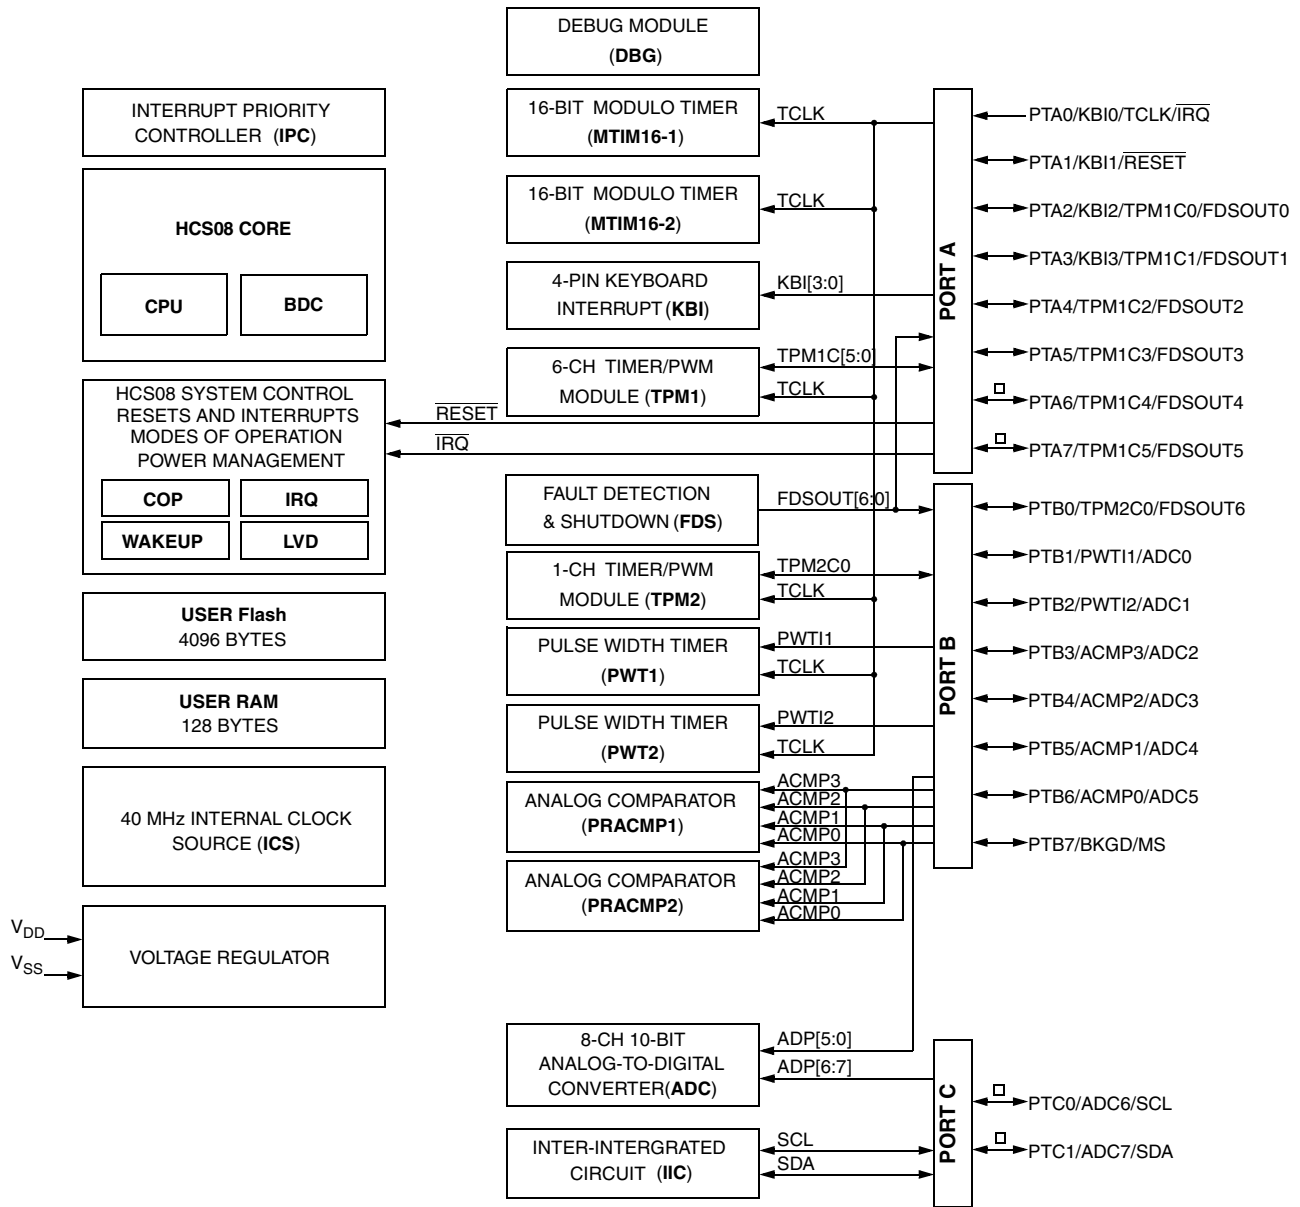 DEBUG MODULE
(DBG)
INTERRUPT PRIORITY
CONTROLLER (IPC)
HCS08 CORE
CPU
BDC
HCS08 SYSTEM CONTROL
RESETS AND INTERRUPTS
MODES OF OPERATION
POWER MANAGEMENT
COP
IRQ
WAKEUP
LVD
USER Flash
4096 BYTES
USER RAM
128 BYTES
40 MHz INTERNAL CLOCK
SOURCE (ICS)
VDD
VSS
VOLTAGE REGULATOR
16-BIT MODULO TIMER
(MTIM16-1)
TCLK
16-BIT MODULO TIMER
(MTIM16-2)
TCLK
4-PIN KEYBOARD
INTERRUPT (KBI)
KBI[3:0]
6-CH TIMER/PWM
MODULE (TPM1)
TPM1C[5:0]
TCLK
RESET
IRQ
FAULT DETECTION
& SHUTDOWN (FDS)
FDSOUT[6:0]
1-CH TIMER/PWM
MODULE (TPM2)
TPM2C0
TCLK
PULSE WIDTH TIMER
(PWT1)
PWTI1
TCLK
PULSE WIDTH TIMER
(PWT2)
PWTI2
TCLK
ANALOG COMPARATOR
(PRACMP1)
ACMP3
ACMP2
ACMP1
ACMP0
ANALOG COMPARATOR
(PRACMP2)
ACMP3
ACMP2
ACMP1
ACMP0
8-CH 10-BIT
ANALOG-TO-DIGITAL
CONVERTER(ADC)
ADP[5:0]
ADP[6:7]
INTER-INTERGRATED
CIRCUIT (IIC)
SCL
SDA
PORT A
PTA0/KBI0/TCLK/IRQ
PTA1/KBI1/RESET
PTA2/KBI2/TPM1C0/FDSOUT0
PTA3/KBI3/TPM1C1/FDSOUT1
PTA4/TPM1C2/FDSOUT2
PTA5/TPM1C3/FDSOUT3
PTA6/TPM1C4/FDSOUT4
PTA7/TPM1C5/FDSOUT5
PORT B
PTB0/TPM2C0/FDSOUT6
PTB1/PWTI1/ADC0
PTB2/PWTI2/ADC1
PTB3/ACMP3/ADC2
PTB4/ACMP2/ADC3
PTB5/ACMP1/ADC4
PTB6/ACMP0/ADC5
PTB7/BKGD/MS
PORT C
PTC0/ADC6/SCL
PTC1/ADC7/SDA